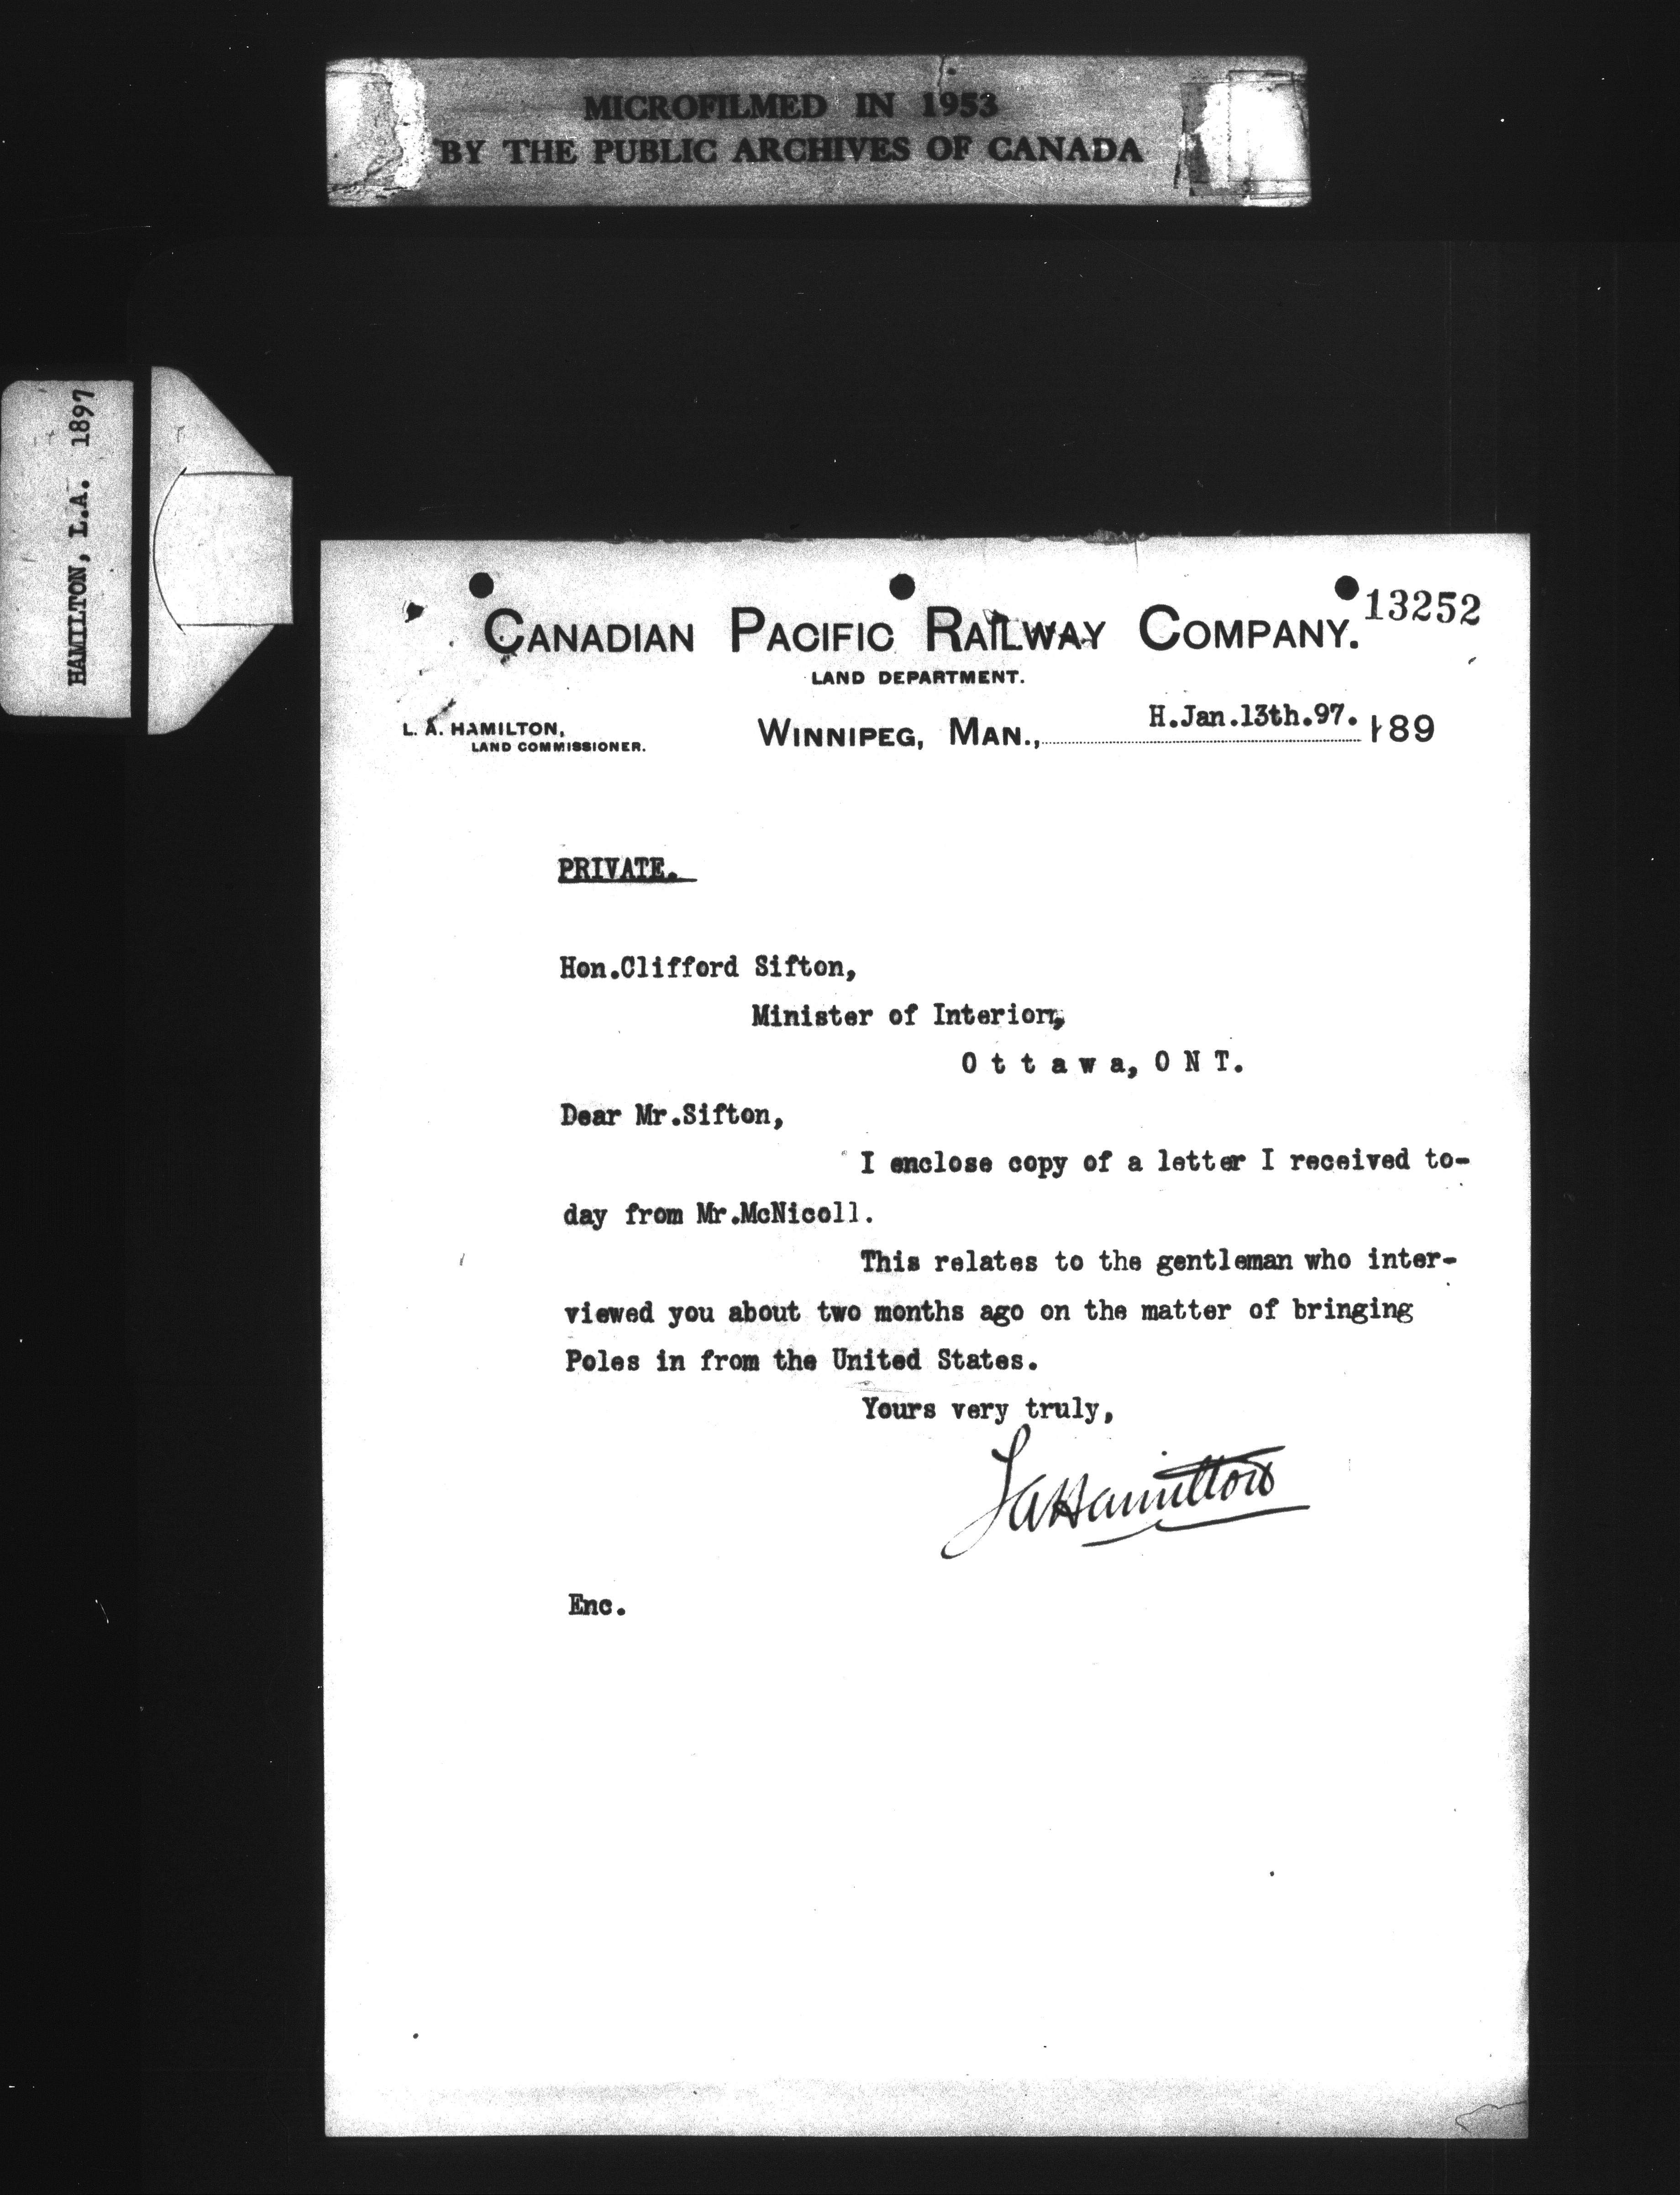 MICROFILMED IN 1953
BY THE PUBLIC ARCHIVES OF CANADA
HAMILTON, L.A. 1897
13252
CANADIAN PACIFIC RAILWAY COMPANY.
LAND DEPARTMENT.
L. A. HAMILTON,
LAND COMMISSIONER.
WINNIPEG, MAN., H.Jan.13th.97. 189
PRIVATE.
Hon.Clifford Sifton,
Minister of Interior,
O t t a w a, O N T.
Dear Mr.Sifton,
I enclose copy of a letter I received to-
day from Mr.McNicoll.
This relates to the gentleman who inter-
viewed you about two months ago on the matter of bringing
Poles in from the United States.
Yours very truly,
LAHamilton
Enc.